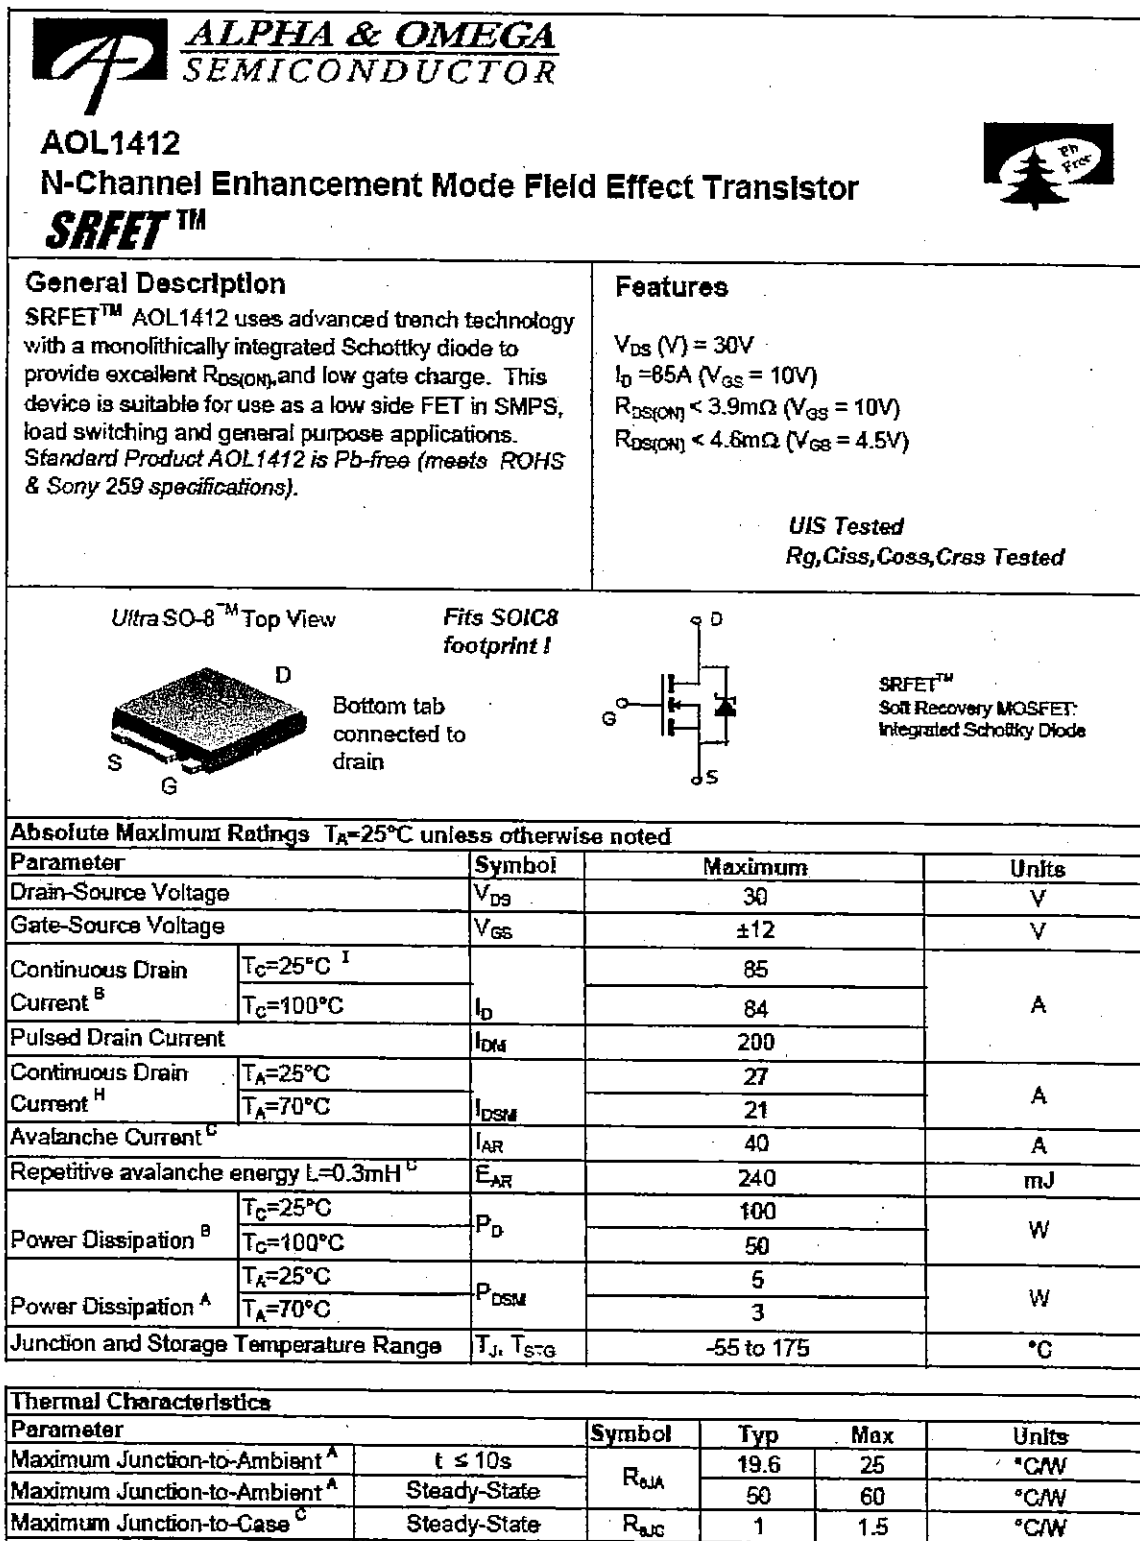 ALPHA & OMEGA
SEMICONDUCTOR
AOL1412
N-Channel Enhancement Mode Field Effect Transistor
SRFET TM
Pb Free
General Description
SRFET™ AOL1412 uses advanced trench technology
with a monolithically integrated Schottky diode to
provide excellent RDS(ON),and low gate charge. This
device is suitable for use as a low side FET in SMPS,
load switching and general purpose applications.
Standard Product AOL1412 is Pb-free (meets ROHS
& Sony 259 specifications).
Features
VDS (V) = 30V
ID =85A (VGS = 10V)
RDS(ON) < 3.9mΩ (VGS = 10V)
RDS(ON) < 4.6mΩ (VGS = 4.5V)
UIS Tested
Rg,Ciss,Coss,Crss Tested
Ultra SO-8™ Top View
Fits SOIC8
footprint !
D
Bottom tab
connected to
drain
S
G
D
G
S
SRFET™
Soft Recovery MOSFET:
Integrated Schottky Diode
Absolute Maximum Ratings TA=25°C unless otherwise noted
Parameter Symbol Maximum Units
Drain-Source Voltage VDS 30 V
Gate-Source Voltage VGS ±12 V
Continuous Drain Current B TC=25°C I ID 85 A
TC=100°C 84
Pulsed Drain Current IDM 200
Continuous Drain Current H TA=25°C IDSM 27 A
TA=70°C 21
Avalanche Current C IAR 40 A
Repetitive avalanche energy L=0.3mH C EAR 240 mJ
Power Dissipation B TC=25°C PD 100 W
TC=100°C 50
Power Dissipation A TA=25°C PDSM 5 W
TA=70°C 3
Junction and Storage Temperature Range TJ, TSTG -55 to 175 °C
Thermal Characteristics
Parameter Symbol Typ Max Units
Maximum Junction-to-Ambient A t ≤ 10s RθJA 19.6 25 °C/W
Maximum Junction-to-Ambient A Steady-State 50 60 °C/W
Maximum Junction-to-Case C Steady-State RθJC 1 1.5 °C/W